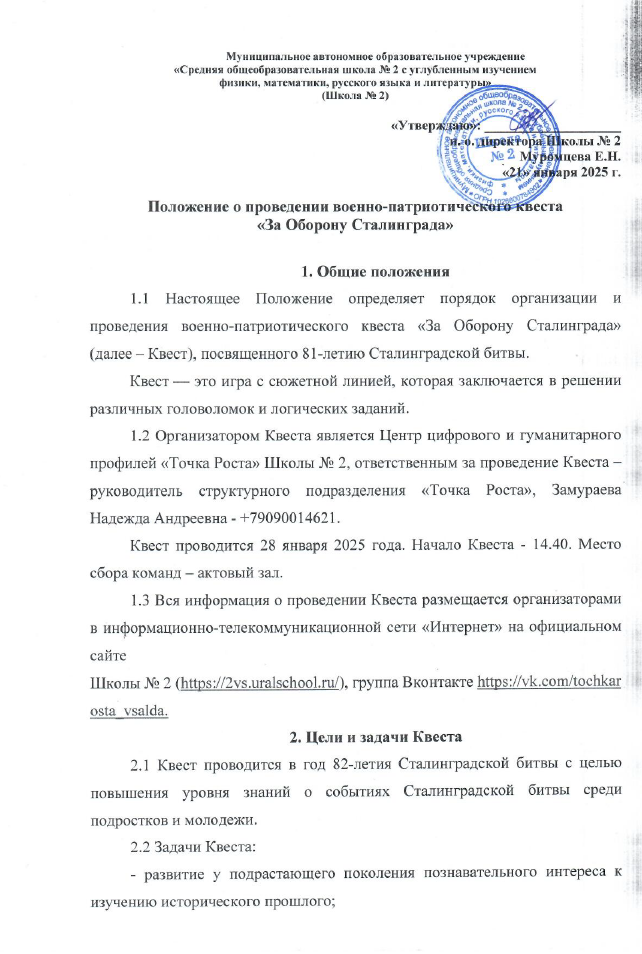 Муниципальное автономное образовательное учреждение
«Средняя общеобразовательная школа № 2 с углубленным изучением
физики, математики, русского языка и литературы»
(Школа № 2)
«Утверждаю»: ________________
и. о. директора Школы № 2
Муромцева Е.Н.
«21» января 2025 г.
Школа
№ 2
Положение о проведении военно-патриотического квеста
«За Оборону Сталинграда»
1. Общие положения
1.1 Настоящее Положение определяет порядок организации и
проведения военно-патриотического квеста «За Оборону Сталинграда»
(далее – Квест), посвященного 81-летию Сталинградской битвы.
Квест — это игра с сюжетной линией, которая заключается в решении
различных головоломок и логических заданий.
1.2 Организатором Квеста является Центр цифрового и гуманитарного
профилей «Точка Роста» Школы № 2, ответственным за проведение Квеста –
руководитель структурного подразделения «Точка Роста», Замураева
Надежда Андреевна - +79090014621.
Квест проводится 28 января 2025 года. Начало Квеста - 14.40. Место
сбора команд – актовый зал.
1.3 Вся информация о проведении Квеста размещается организаторами
в информационно-телекоммуникационной сети «Интернет» на официальном
сайте
Школы № 2 (https://2vs.uralschool.ru/), группа Вконтакте https://vk.com/tochkar
osta_vsalda.
2. Цели и задачи Квеста
2.1 Квест проводится в год 82-летия Сталинградской битвы с целью
повышения уровня знаний о событиях Сталинградской битвы среди
подростков и молодежи.
2.2 Задачи Квеста:
- развитие у подрастающего поколения познавательного интереса к
изучению исторического прошлого;